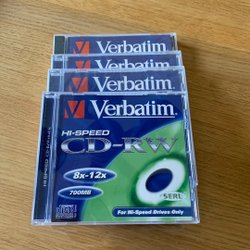 Verbatim
Verbatim
Verbatim
Verbatim
HI-SPEED
CD-RW
8x-12x
700MB
SERL
For Hi-Speed Drives Only